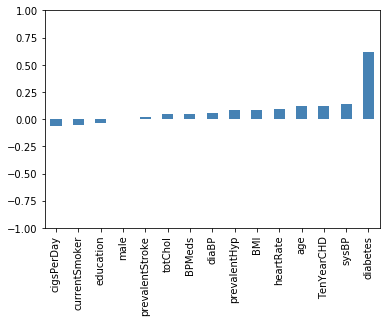 1.00
0.75
0.50
0.25
0.00
−0.25
−0.50
−0.75
−1.00
cigsPerDay
currentSmoker
education
male
prevalentStroke
totChol
BPMeds
diaBP
prevalentHyp
BMI
heartRate
age
TenYearCHD
sysBP
diabetes